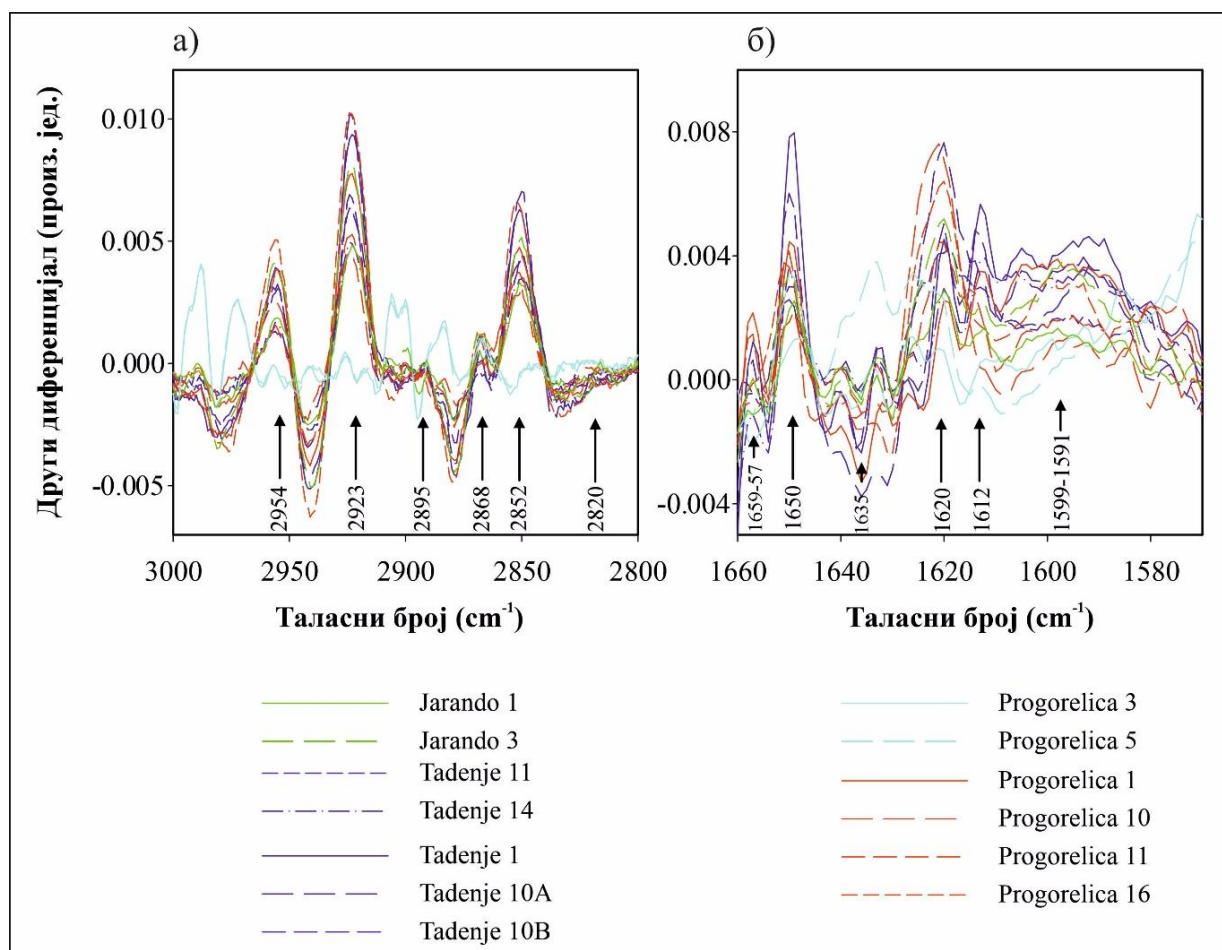 а)
б)
Други диференцијал (произ. јед.)
0.010
0.005
0.000
-0.005
2954
2923
2895
2868
2852
2820
3000 2950 2900 2850 2800
Таласни број (cm-1)
0.008
0.004
0.000
-0.004
1659-57
1650
1635
1620
1612
1599-1591
1660 1640 1620 1600 1580
Таласни број (cm-1)
Jarando 1
Jarando 3
Tadenje 11
Tadenje 14
Tadenje 1
Tadenje 10A
Tadenje 10B
Progorelica 3
Progorelica 5
Progorelica 1
Progorelica 10
Progorelica 11
Progorelica 16